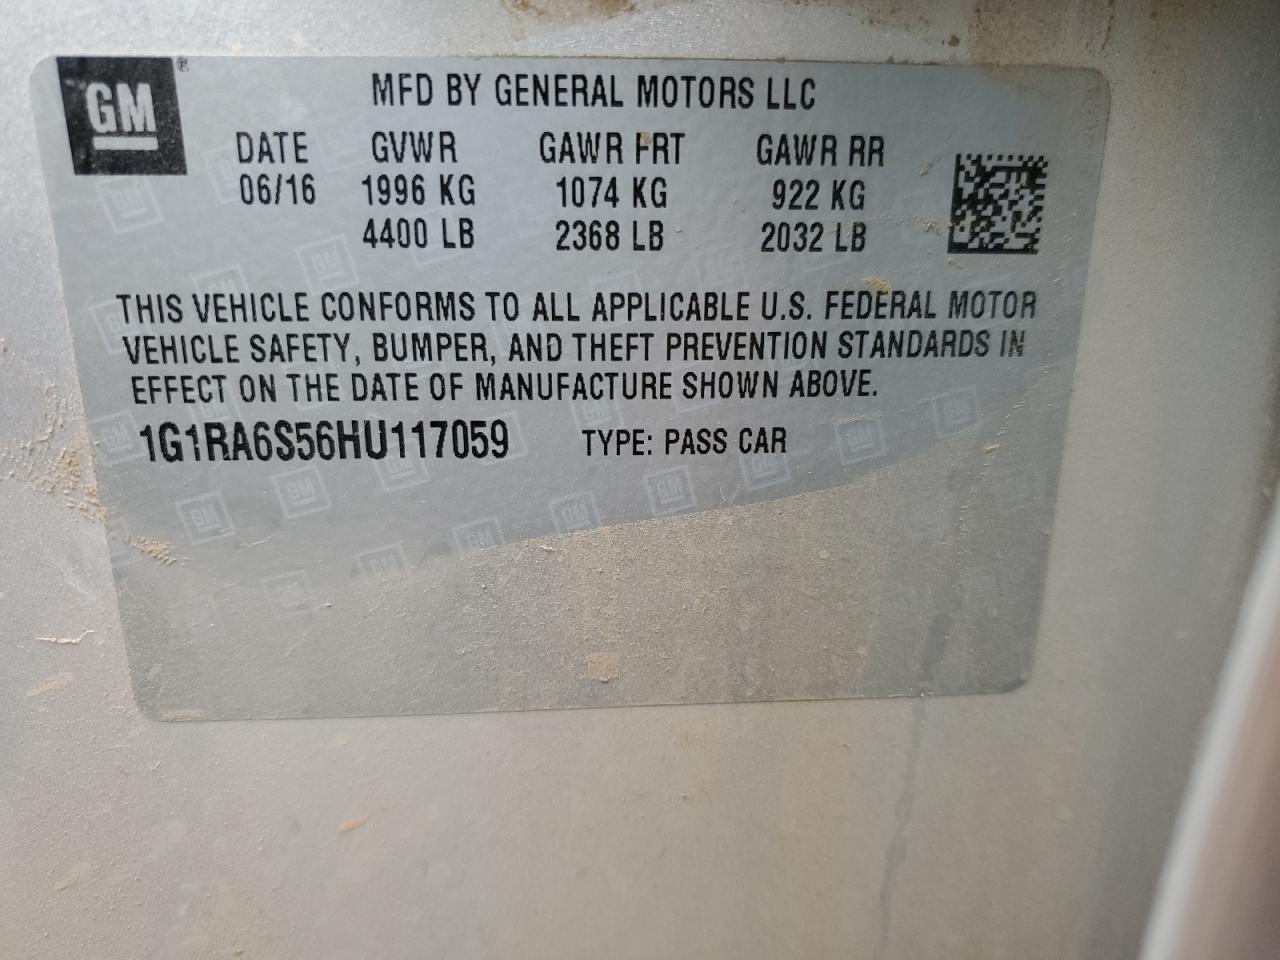 GM®
MFD BY GENERAL MOTORS LLC
DATE GVWR GAWR FRT GAWR RR
06/16 1996 KG 1074 KG 922 KG
4400 LB 2368 LB 2032 LB
THIS VEHICLE CONFORMS TO ALL APPLICABLE U.S. FEDERAL MOTOR
VEHICLE SAFETY, BUMPER, AND THEFT PREVENTION STANDARDS IN
EFFECT ON THE DATE OF MANUFACTURE SHOWN ABOVE.
1G1RA6S56HU117059 TYPE: PASS CAR